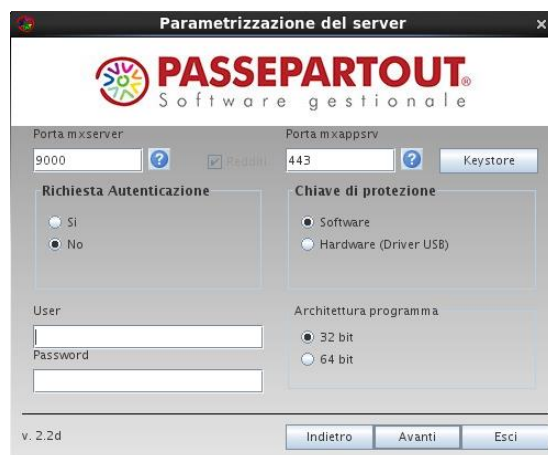 Parametrizzazione del server
PASSEPARTOUT®
Software gestionale
Porta mxserver
Porta mxappsrv
9000
Redditi
443
Keystore
Richiesta Autenticazione
Chiave di protezione
Si
Software
No
Hardware (Driver USB)
User
Architettura programma
32 bit
Password
64 bit
v. 2.2d
Indietro
Avanti
Esci